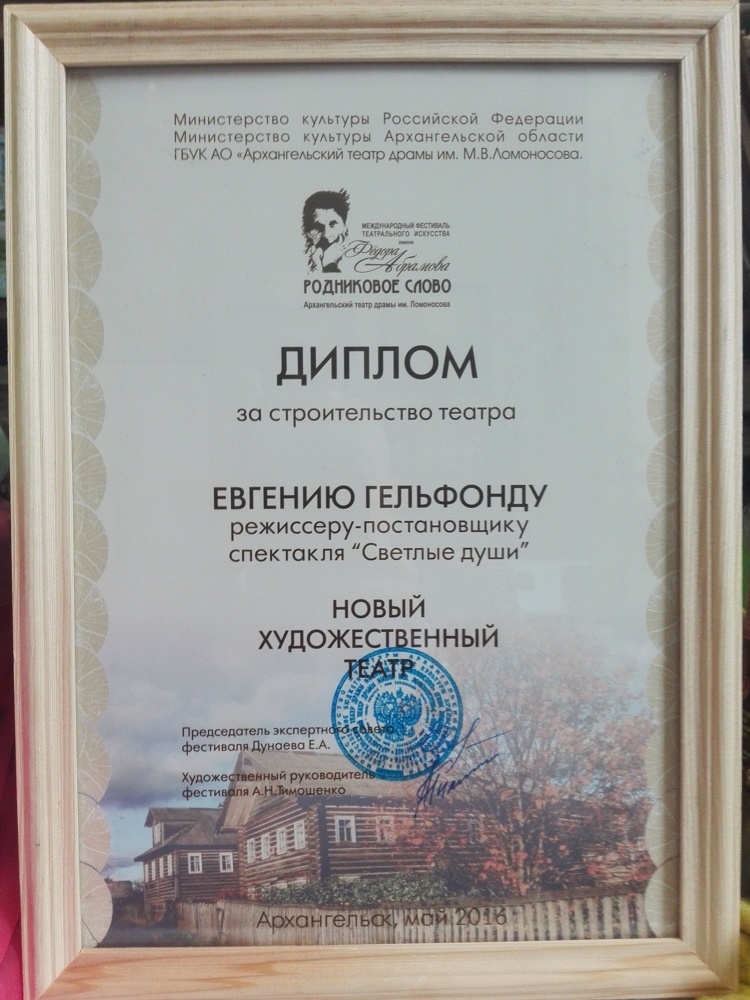 Министерство культуры Российской Федерации
Министерство культуры Архангельской области
ГБУК АО «Архангельский театр драмы им. М.В.Ломоносова.
МЕЖДУНАРОДНЫЙ ФЕСТИВАЛЬ
ТЕАТРАЛЬНОГО ИСКУССТВА
имени
Фёдора
Абрамова
РОДНИКОВОЕ СЛОВО
Архангельский театр драмы им. Ломоносова
ДИПЛОМ
за строительство театра
ЕВГЕНИЮ ГЕЛЬФОНДУ
режиссеру-постановщику
спектакля “Светлые души”
НОВЫЙ
ХУДОЖЕСТВЕННЫЙ
ТЕАТР
Председатель экспертного совета
фестиваля Дунаева Е.А.
Художественный руководитель
фестиваля А.Н.Тимошенко
Архангельск, май 2016